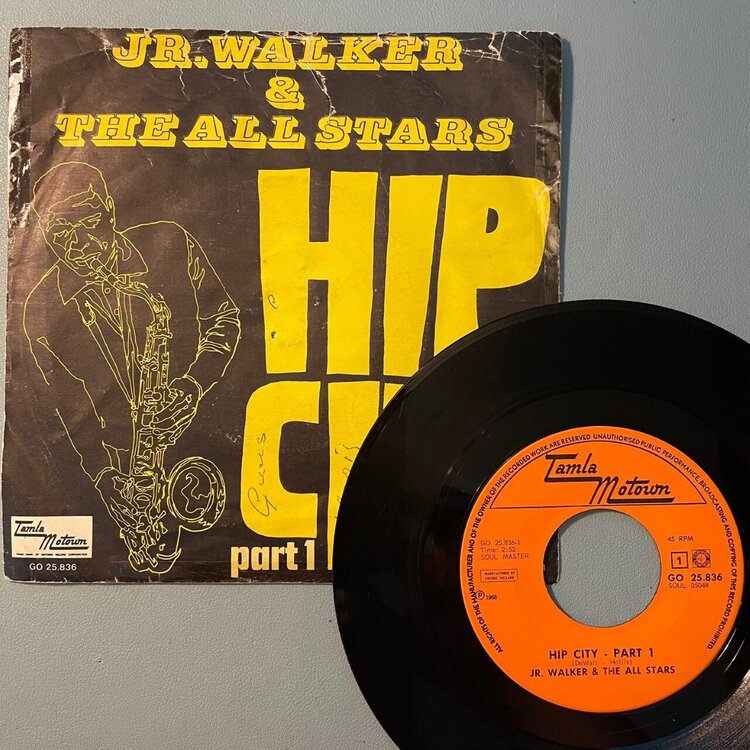 JR. WALKER
&
THE ALL STARS
HIP
part 1
Tamla
Motown
GO 25.836
ALL RIGHTS OF THE MANUFACTURER AND OF THE OWNER OF THE RECORDED WORK ARE RESERVED. UNAUTHORISED PUBLIC PERFORMANCE, BROADCASTING AND COPYING OF THIS RECORD PROHIBITED.
Tamla
Motown
GO 25.836-1
Time: 2:52
SOUL MASTER
45 RPM
1
GO 25.836
SOUL 35048
℗ 1968
HIP CITY - PART 1
(DeWalt - Hollis)
JR. WALKER & THE ALL STARS